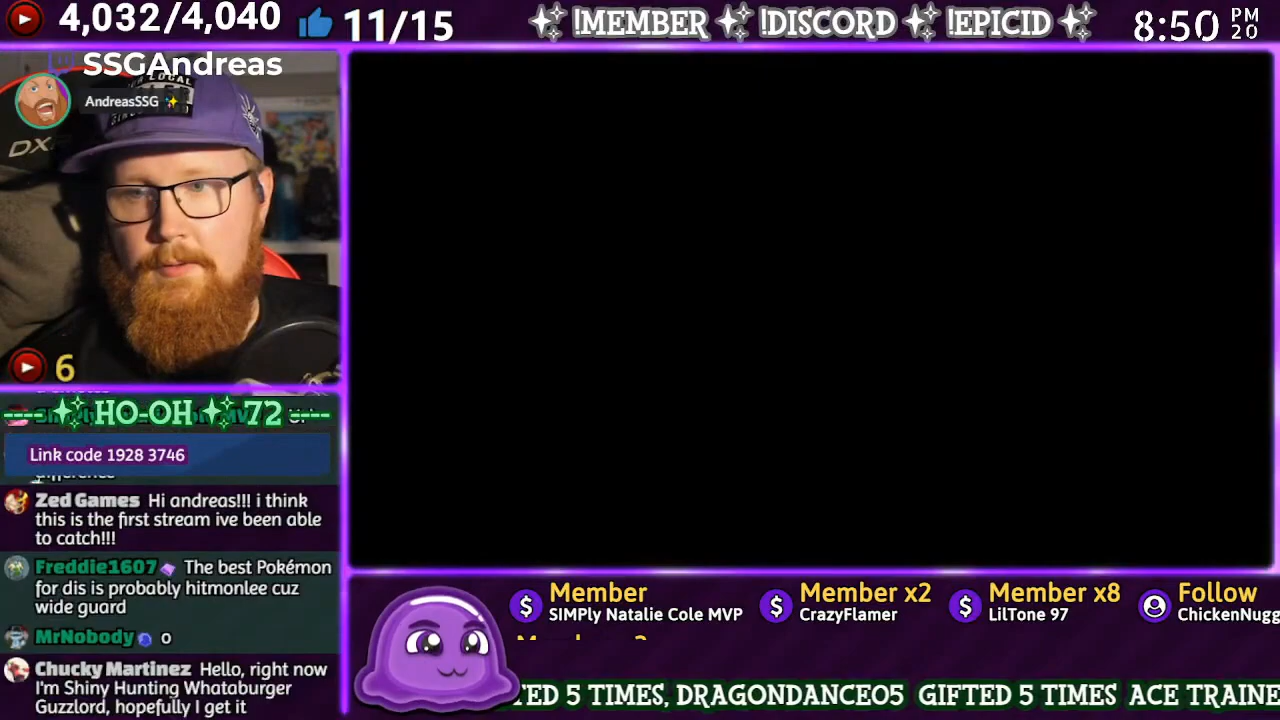 4,032/4,040
11/15
!MEMBER !DISCORD !EPICID
8:50 PM 20
SSGAndreas
AndreasSSG
DX
LOCAL
6
HO-OH 72
Link code 1928 3746
difference
Zed Games Hi andreas!!! i think
this is the first stream ive been able
to catch!!!
Freddie1607 The best Pokémon
for dis is probably hitmonlee cuz
wide guard
MrNobody o
Chucky Martinez Hello, right now
I'm Shiny Hunting Whataburger
Guzzlord, hopefully I get it
Member
SIMPly Natalie Cole MVP
Member x2
CrazyFlamer
Member x8
LilTone 97
Follow
ChickenNugg
TED 5 TIMES, DRAGONDANCE05 GIFTED 5 TIMES ACE TRAINE